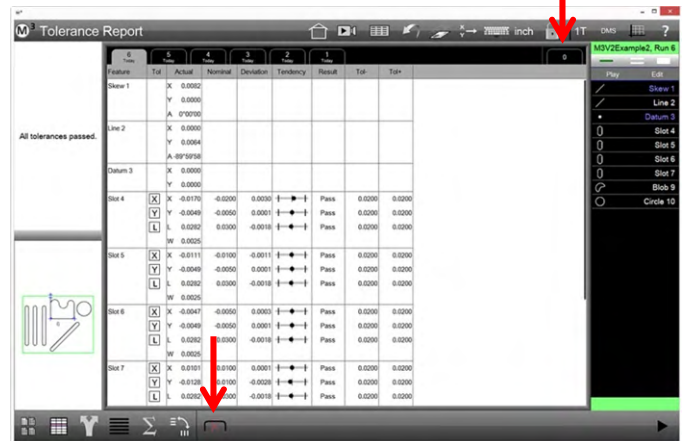 M3 Tolerance Report
inch
1T
DMS
?
M3V2Example2, Run 6
6 Today 5 Today 4 Today 3 Today 2 Today 1 Today 0
Play Edit
Feature Tol Actual Nominal Deviation Tendency Result Tol- Tol+
Skew 1 X 0.0082
Y 0.0000
A 0°00'00
Line 2 X 0.0000
Y 0.0064
A -89°59'58
Datum 3 X 0.0000
Y 0.0000
Slot 4 X X -0.0170 -0.0200 0.0030 Pass 0.0200 0.0200
Y Y -0.0049 -0.0050 0.0001 Pass 0.0200 0.0200
L L 0.0282 0.0300 -0.0018 Pass 0.0200 0.0200
W 0.0025
Slot 5 X X -0.0111 -0.0100 -0.0011 Pass 0.0200 0.0200
Y Y -0.0049 -0.0050 0.0001 Pass 0.0200 0.0200
L L 0.0282 0.0300 -0.0018 Pass 0.0200 0.0200
W 0.0025
Slot 6 X X -0.0047 -0.0050 0.0003 Pass 0.0200 0.0200
Y Y -0.0049 -0.0050 0.0001 Pass 0.0200 0.0200
L L 0.0282 0.0300 -0.0018 Pass 0.0200 0.0200
W 0.0025
Slot 7 X X 0.0101 0.0100 0.0001 Pass 0.0200 0.0200
Y Y -0.0128 0.0100 -0.0028 Pass 0.0200 0.0200
L L 0.0282 0.0300 -0.0018 Pass 0.0200 0.0200
All tolerances passed.
6
Skew 1
Line 2
Datum 3
Slot 4
Slot 5
Slot 6
Slot 7
Blob 9
Circle 10